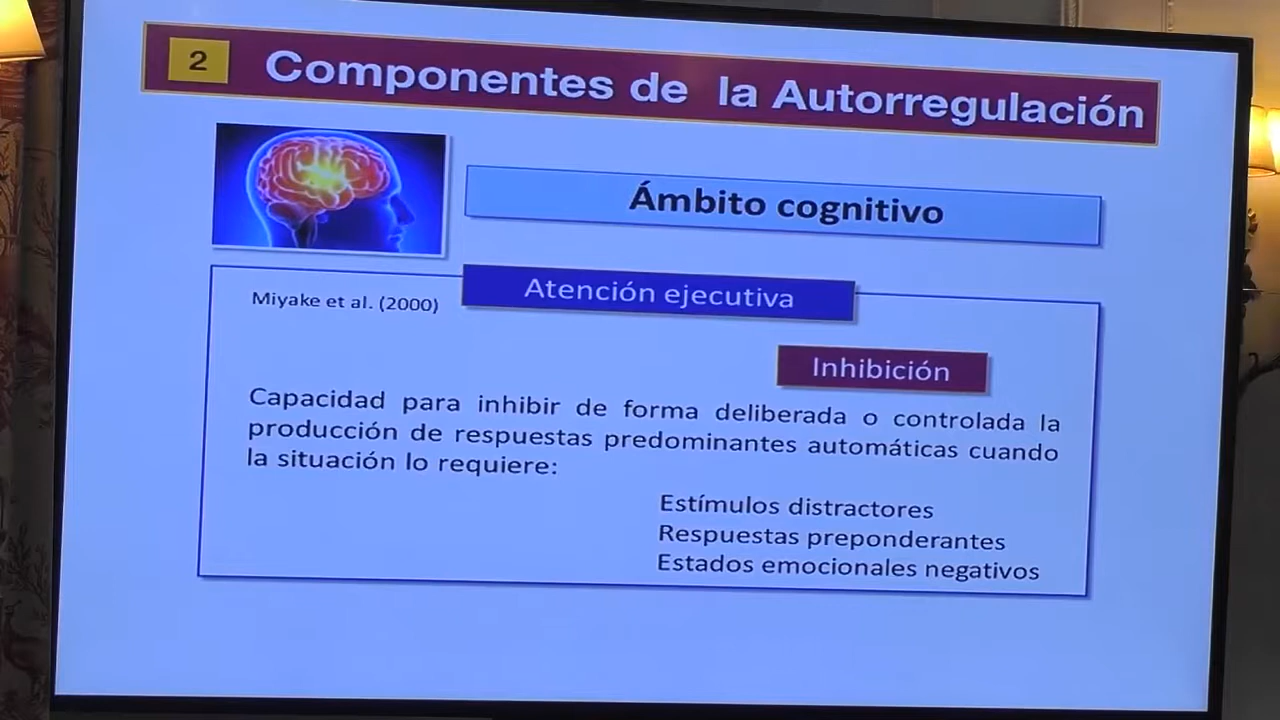 2 Componentes de la Autorregulación
Ámbito cognitivo
Atención ejecutiva
Miyake et al. (2000)
Inhibición
Capacidad para inhibir de forma deliberada o controlada la
producción de respuestas predominantes automáticas cuando
la situación lo requiere:
Estímulos distractores
Respuestas preponderantes
Estados emocionales negativos